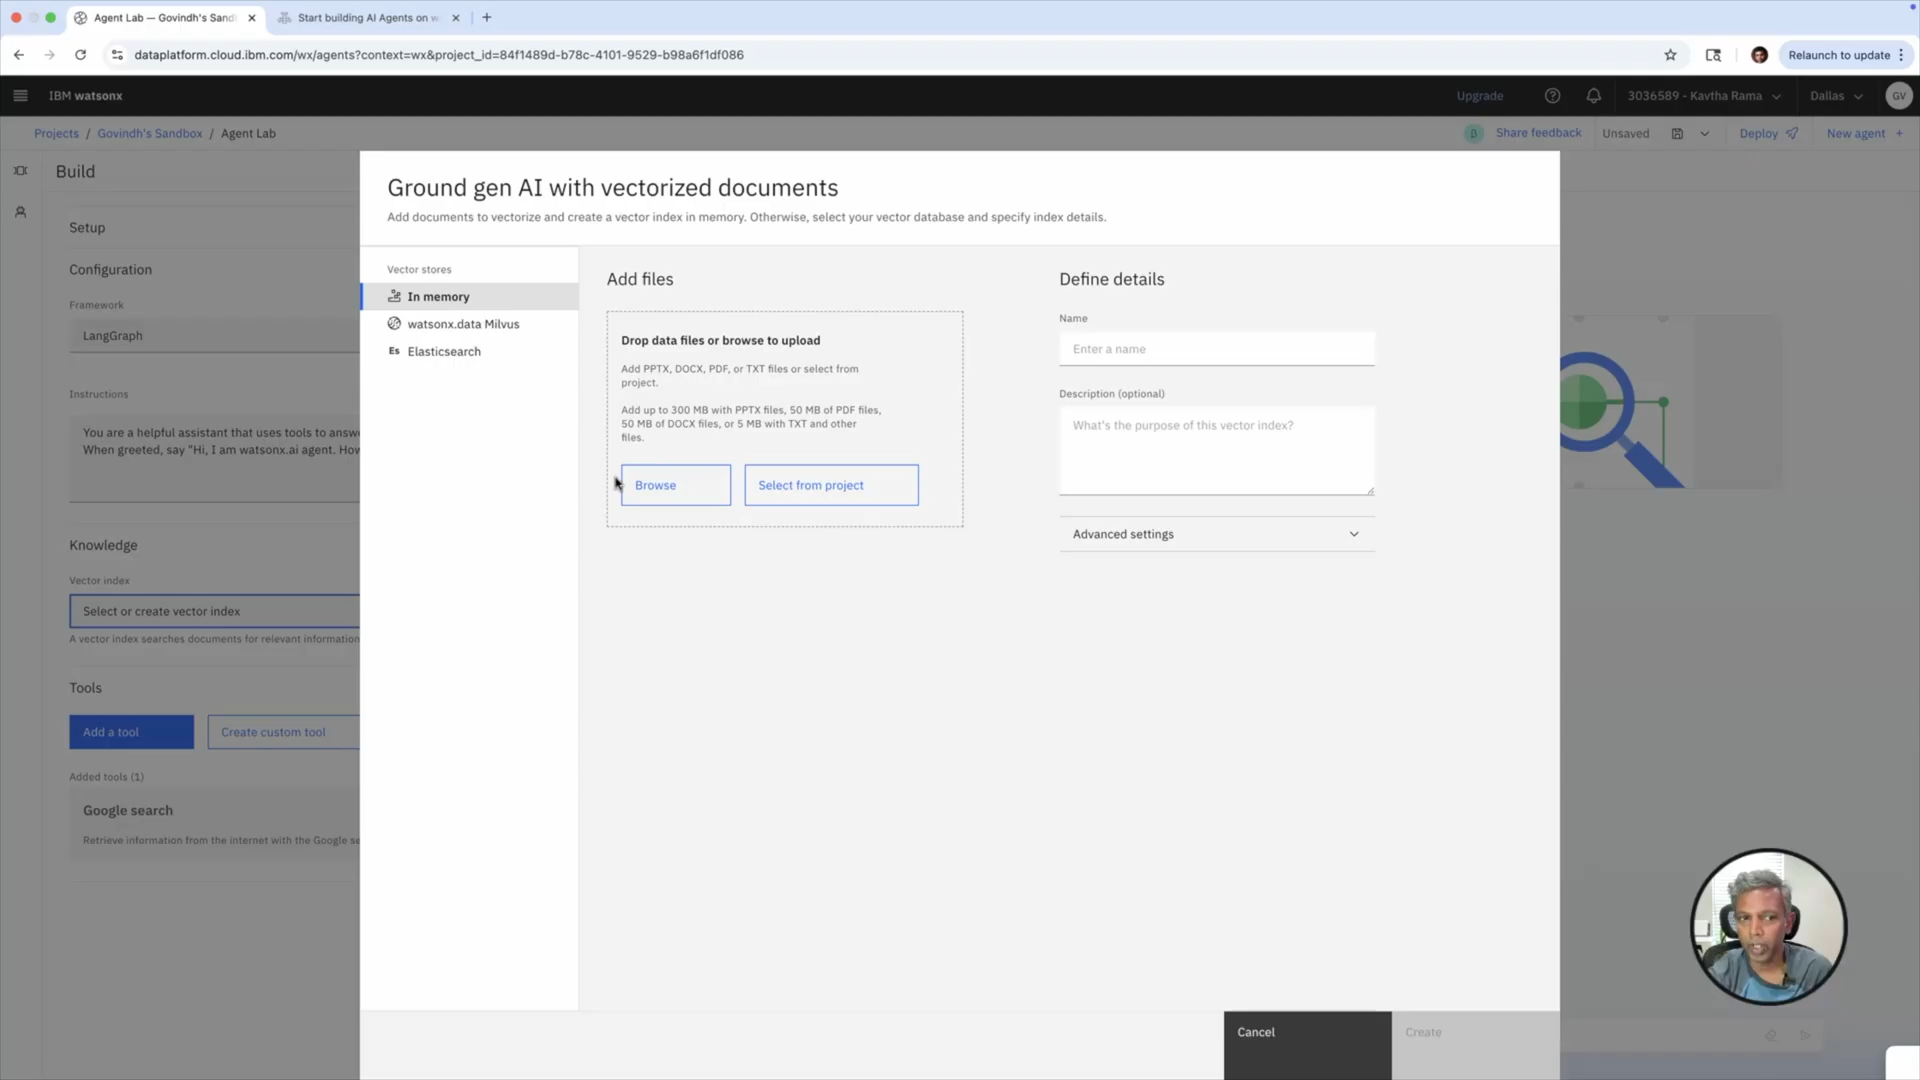 Agent Lab — Govindh's Sand
Start building AI Agents on w
dataplatform.cloud.ibm.com/wx/agents?context=wx&project_id=84f1489d-b78c-4101-9529-b98a6f1df086
Relaunch to update
IBM watsonx
Upgrade
3036589 - Kavtha Rama
Dallas
GV
Projects / Govindh's Sandbox / Agent Lab
β
Share feedback
Unsaved
Deploy
New agent +
Build
Setup
Configuration
Framework
LangGraph
Instructions
You are a helpful assistant that uses tools to answ
When greeted, say "Hi, I am watsonx.ai agent. How
Knowledge
Vector index
Select or create vector index
A vector index searches documents for relevant information
Tools
Add a tool
Create custom tool
Added tools (1)
Google search
Retrieve information from the internet with the Google se
Ground gen AI with vectorized documents
Add documents to vectorize and create a vector index in memory. Otherwise, select your vector database and specify index details.
Vector stores
In memory
watsonx.data Milvus
Es Elasticsearch
Add files
Drop data files or browse to upload
Add PPTX, DOCX, PDF, or TXT files or select from
project.
Add up to 300 MB with PPTX files, 50 MB of PDF files,
50 MB of DOCX files, or 5 MB with TXT and other
files.
Browse
Select from project
Define details
Name
Enter a name
Description (optional)
What's the purpose of this vector index?
Advanced settings
Cancel
Create